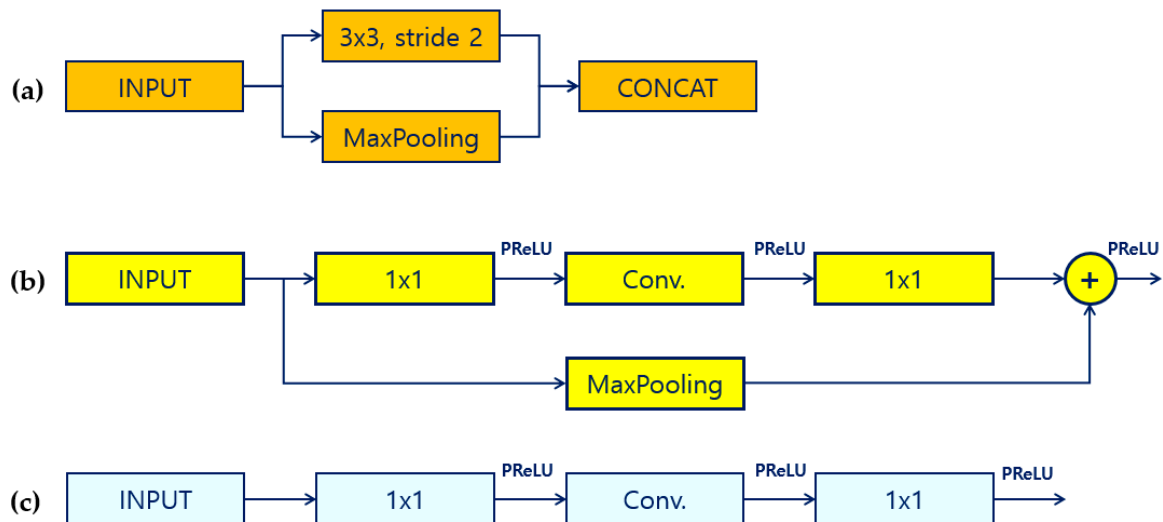 3x3, stride 2
(a) INPUT CONCAT
MaxPooling
PReLU PReLU PReLU
(b) INPUT 1x1 Conv. 1x1 +
MaxPooling
PReLU PReLU PReLU
(c) INPUT 1x1 Conv. 1x1